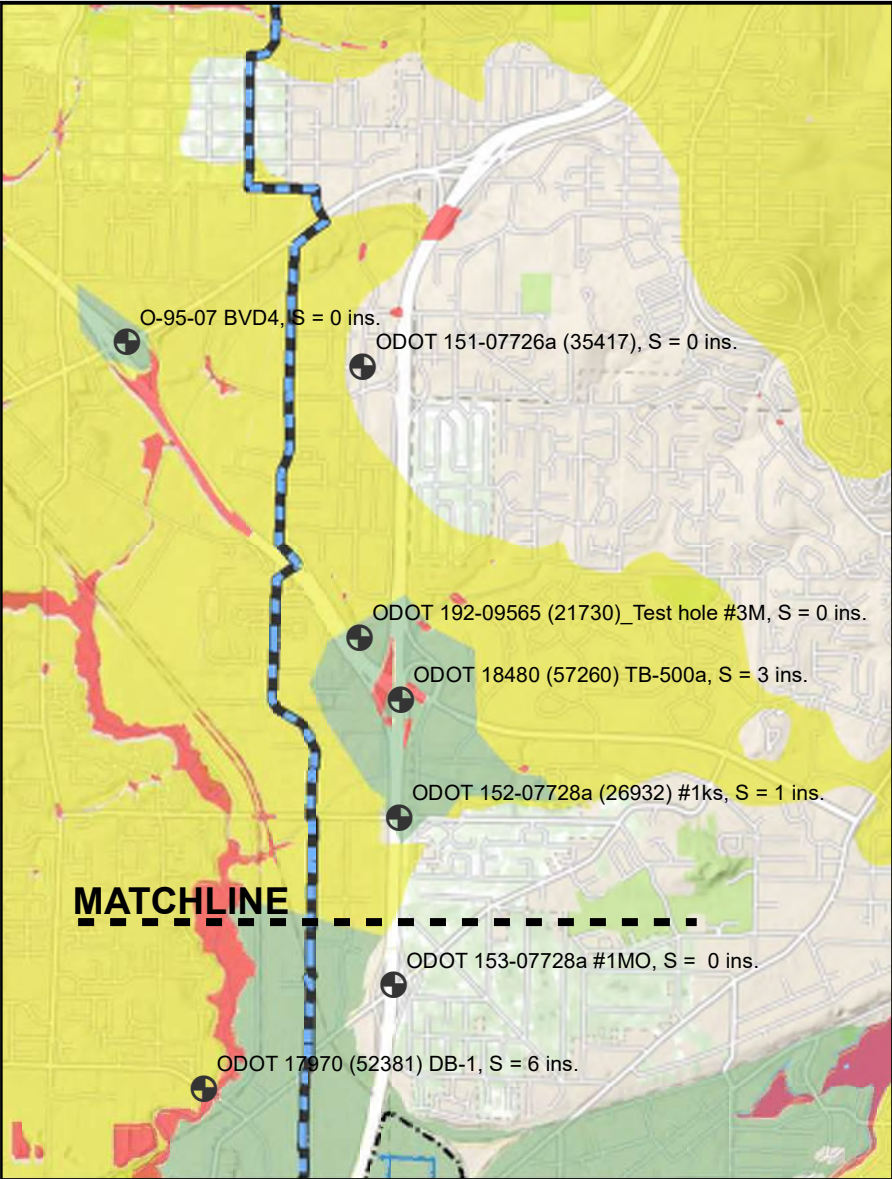 O-95-07 BVD4, S = 0 ins.
ODOT 151-07726a (35417), S = 0 ins.
ODOT 192-09565 (21730)_Test hole #3M, S = 0 ins.
ODOT 18480 (57260) TB-500a, S = 3 ins.
ODOT 152-07728a (26932) #1ks, S = 1 ins.
MATCHLINE
ODOT 153-07728a #1MO, S =  0 ins.
ODOT 17970 (52381) DB-1, S = 6 ins.